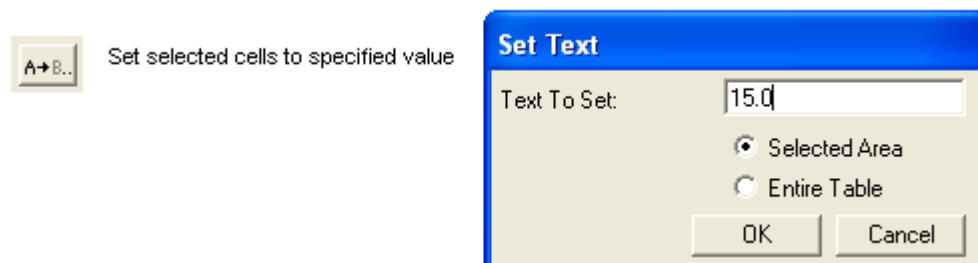 A→B..
Set selected cells to specified value
Set Text
Text To Set:
15.0
Selected Area
Entire Table
OK
Cancel